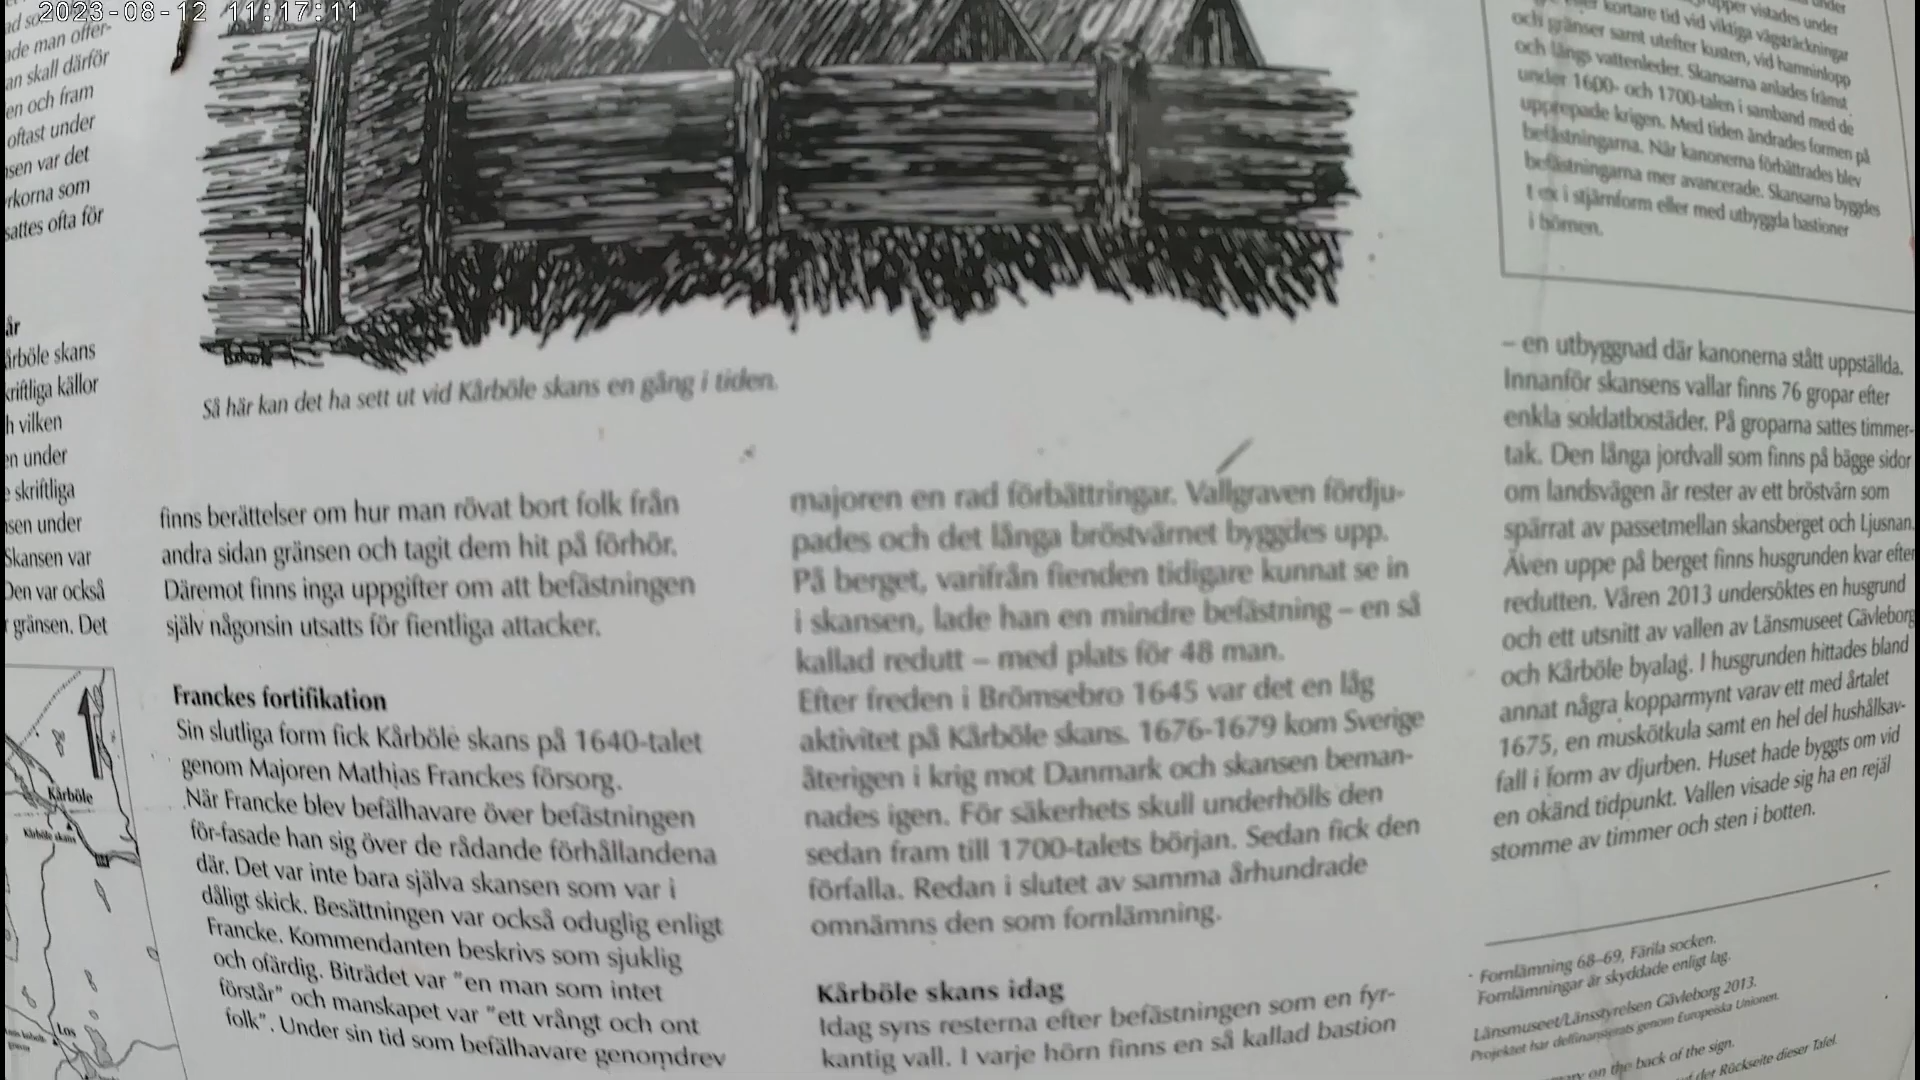 2023-08-12 11:17:11
ade man ofter-
an skall därför
en och fram
oftast under
sen var det
rkorna som
sattes ofta för
år
årböle skans
kriftliga källor
h vilken
en under
skriftliga
sen under
Skansen var
Den var också
gränsen. Det
Kårböle
Kårböle skans
Los
Så här kan det ha sett ut vid Kårböle skans en gång i tiden.
finns berättelser om hur man rövat bort folk från
andra sidan gränsen och tagit dem hit på förhör.
Däremot finns inga uppgifter om att befästningen
själv någonsin utsatts för fientliga attacker.
Franckes fortifikation
Sin slutliga form fick Kårböle skans på 1640-talet
genom Majoren Mathias Franckes försorg.
När Francke blev befälhavare över befästningen
för-fasade han sig över de rådande förhållandena
där. Det var inte bara själva skansen som var i
dåligt skick. Besättningen var också oduglig enligt
Francke. Kommendanten beskrivs som sjuklig
och ofärdig. Biträdet var "en man som intet
förstår" och manskapet var "ett vrångt och ont
folk". Under sin tid som befälhavare genomdrev
majoren en rad förbättringar. Vallgraven fördju-
pades och det långa bröstvärnet byggdes upp.
På berget, varifrån fienden tidigare kunnat se in
i skansen, lade han en mindre befästning – en så
kallad redutt – med plats för 48 man.
Efter freden i Brömsebro 1645 var det en låg
aktivitet på Kårböle skans. 1676-1679 kom Sverige
återigen i krig mot Danmark och skansen beman-
nades igen. För säkerhets skull underhölls den
sedan fram till 1700-talets början. Sedan fick den
förfalla. Redan i slutet av samma århundrade
omnämns den som fornlämning.
Kårböle skans idag
Idag syns resterna efter befästningen som en fyr-
kantig vall. I varje hörn finns en så kallad bastion
vistades under
kortare tid vid viktiga vägsträckningar
och gränser samt utefter kusten, vid hamninlopp
och längs vattenleder. Skansarna anlades främst
under 1600- och 1700-talen i samband med de
upprepade krigen. Med tiden ändrades formen på
befästningarna. När kanonerna förbättrades blev
befästningarna mer avancerade. Skansarna byggdes
t ex i stjärnform eller med utbyggda bastioner
i hörnen.
– en utbyggnad där kanonerna stått uppställda.
Innanför skansens vallar finns 76 gropar efter
enkla soldatbostäder. På groparna sattes timmer-
tak. Den långa jordvall som finns på bägge sidor
om landsvägen är rester av ett bröstvärn som
spärrat av passetmellan skansberget och Ljusnan.
Även uppe på berget finns husgrunden kvar efter
redutten. Våren 2013 undersöktes en husgrund
och ett utsnitt av vallen av Länsmuseet Gävleborg
och Kårböle byalag. I husgrunden hittades bland
annat några kopparmynt varav ett med årtalet
1675, en muskötkula samt en hel del hushållsav-
fall i form av djurben. Huset hade byggts om vid
en okänd tidpunkt. Vallen visade sig ha en rejäl
stomme av timmer och sten i botten.
Fornlämning 68–69, Färila socken.
Fornlämningar är skyddade enligt lag.
Länsmuseet/Länsstyrelsen Gävleborg 2013.
Projektet har delfinansierats genom Europeiska Unionen.
on the back of the sign.
der Rückseite dieser Tafel.